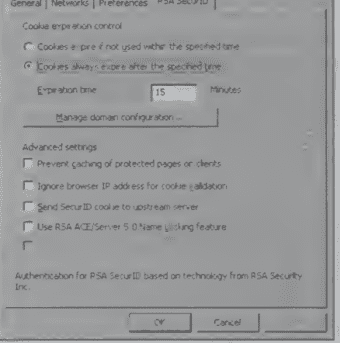 General | Networks | Preferences RSA SecurID |
Cookie expiration control
Cookies expire if not used within the specified time
Cookies always expire after the specified time
Expiration time 15 Minutes
Manage domain configuration ...
Advanced settings
Prevent caching of protected pages on clients
Ignore browser IP address for cookie validation
Send SecurID cookie to upstream server
Use RSA ACE/Server 5.0 Name Locking feature
Authentication for RSA SecurID based on technology from RSA Security
Inc.
OK Cancel